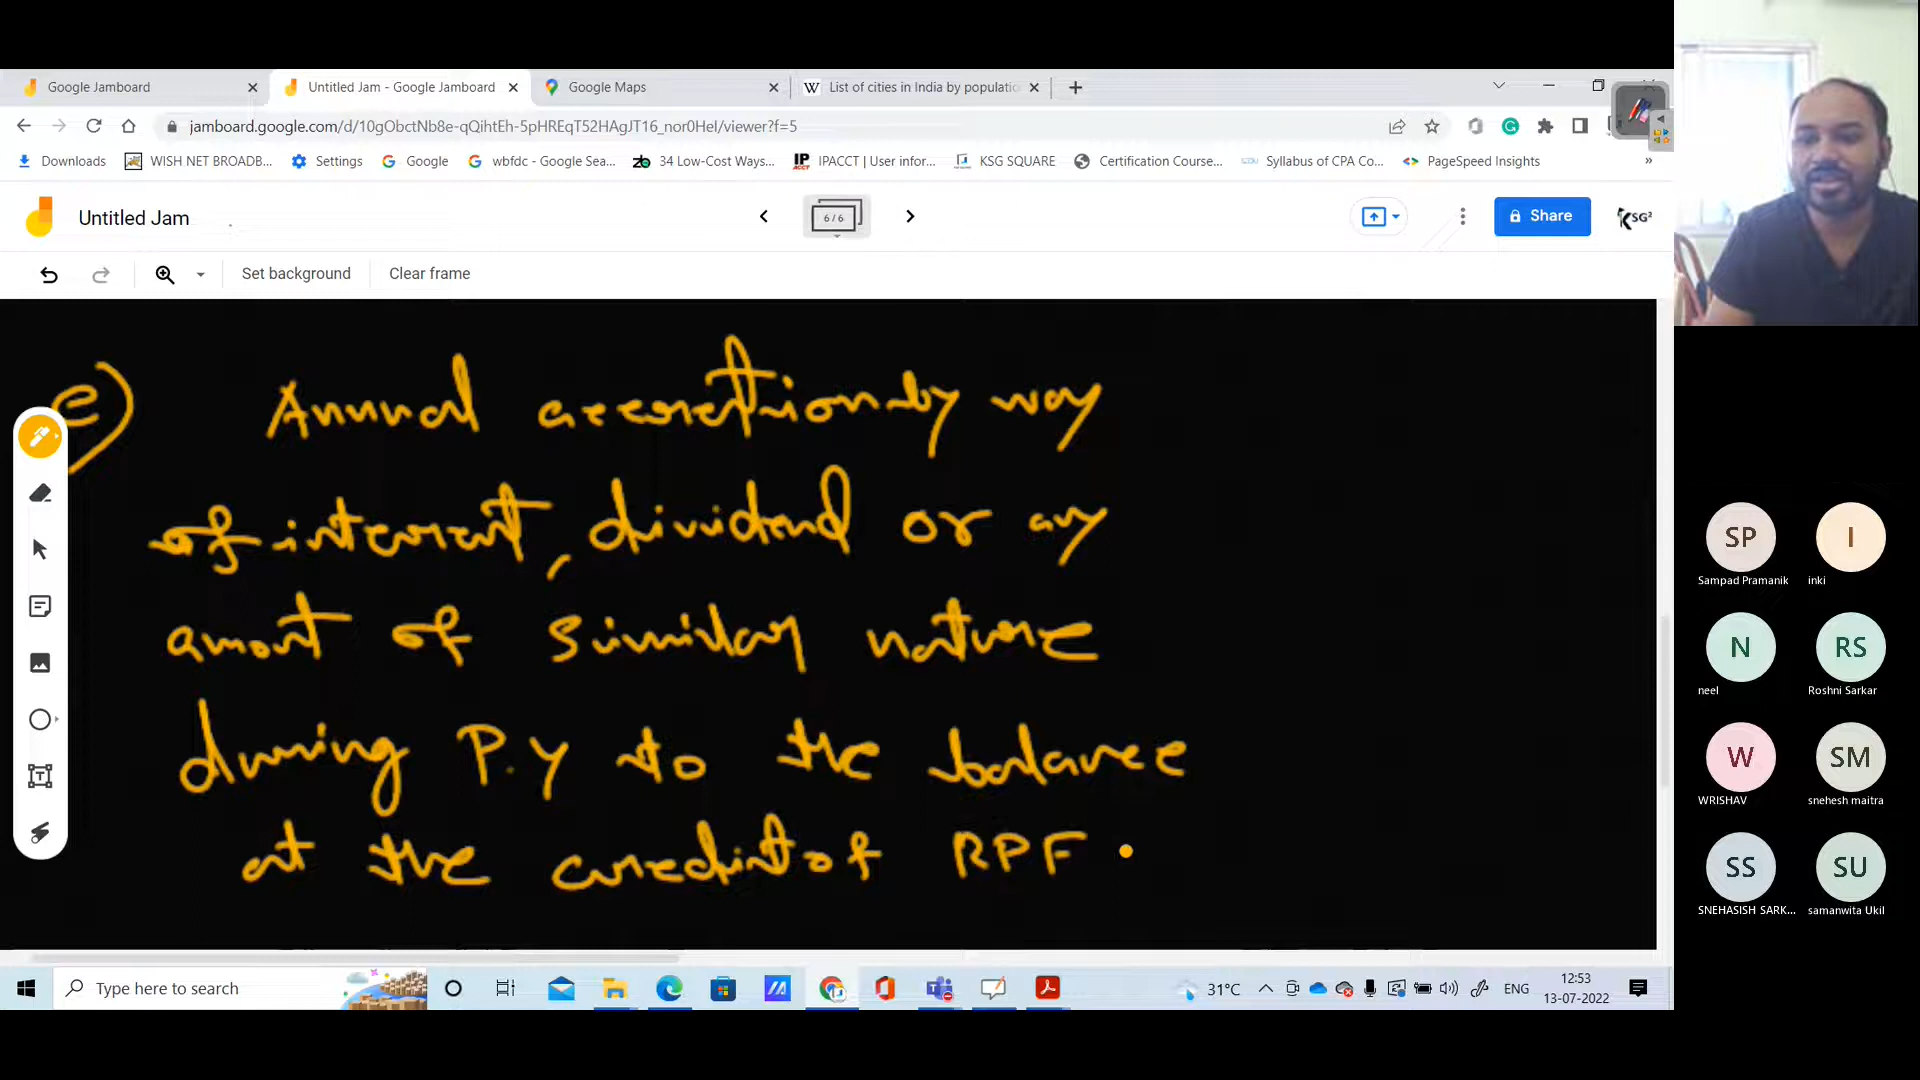 Google Jamboard
Untitled Jam - Google Jamboard
Google Maps
List of cities in India by populatio
jamboard.google.com/d/10gObctNb8e-qQihtEh-5pHREqT52HAgJT16_nor0HeI/viewer?f=5
Downloads
WISH NET BROADB...
Settings
Google
wbfdc - Google Sea...
34 Low-Cost Ways...
IPACCT | User infor...
KSG SQUARE
Certification Course...
Syllabus of CPA Co...
PageSpeed Insights
»
Untitled Jam
6 / 6
Share
KSG²
Set background
Clear frame
e) Annual accretion by way
of interest, dividend or any
amount of similar nature
during P.Y to the balance
at the credit of RPF
SP
Sampad Pramanik
I
inki
N
neel
RS
Roshni Sarkar
W
WRISHAV
SM
snehesh maitra
SS
SNEHASISH SARK...
SU
samanwita Ukil
Type here to search
31°C
ENG
12:53
13-07-2022